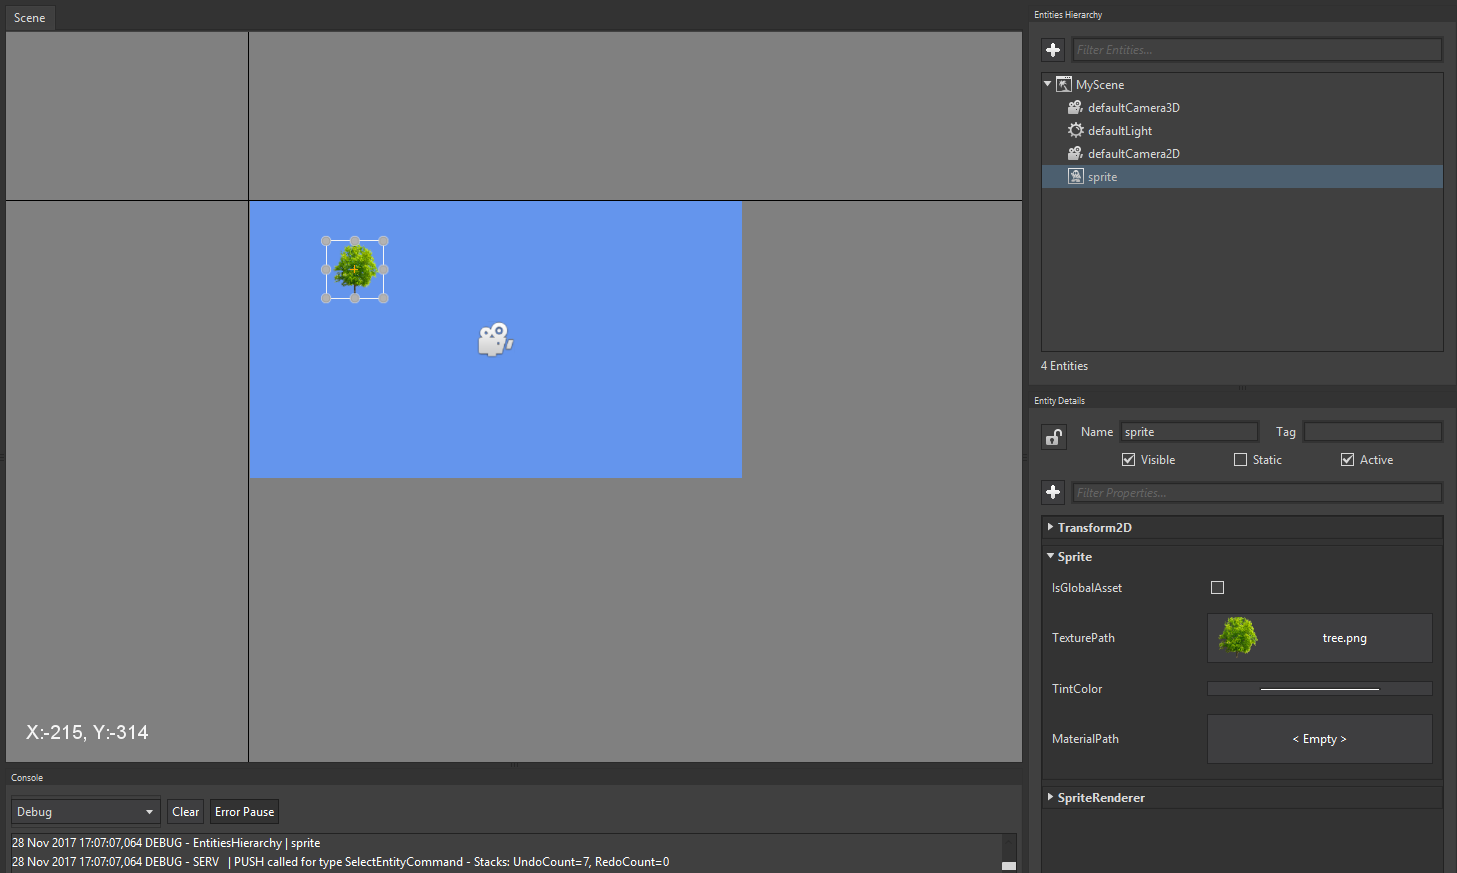 Scene
X:-215, Y:-314
Console
Debug
Clear
Error Pause
28 Nov 2017 17:07:07,064 DEBUG - EntitiesHierarchy | sprite
28 Nov 2017 17:07:07,064 DEBUG - SERV | PUSH called for type SelectEntityCommand - Stacks: UndoCount=7, RedoCount=0
Entities Hierarchy
Filter Entities...
MyScene
defaultCamera3D
defaultLight
defaultCamera2D
sprite
4 Entities
Entity Details
Name sprite Tag
Visible Static Active
Filter Properties...
Transform2D
Sprite
IsGlobalAsset
TexturePath tree.png
TintColor
MaterialPath < Empty >
SpriteRenderer